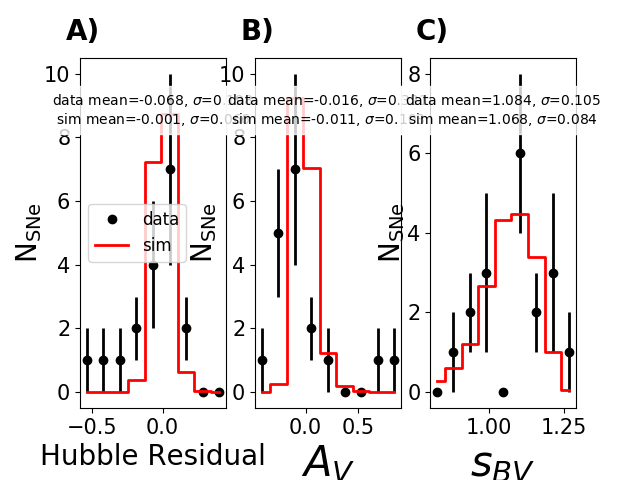 A) B) C)
data mean=-0.068, σ=0. data mean=-0.016, σ=0. data mean=1.084, σ=0.105
sim mean=-0.001, σ=0. sim mean=-0.011, σ=0. sim mean=1.068, σ=0.084
10 8 6 4 2 0
N_SNe
data
sim
−0.5 0.0
Hubble Residual
10 8 6 4 2 0
N_SNe
0.0 0.5
A_V
8 6 4 2 0
N_SNe
1.00 1.25
s_BV